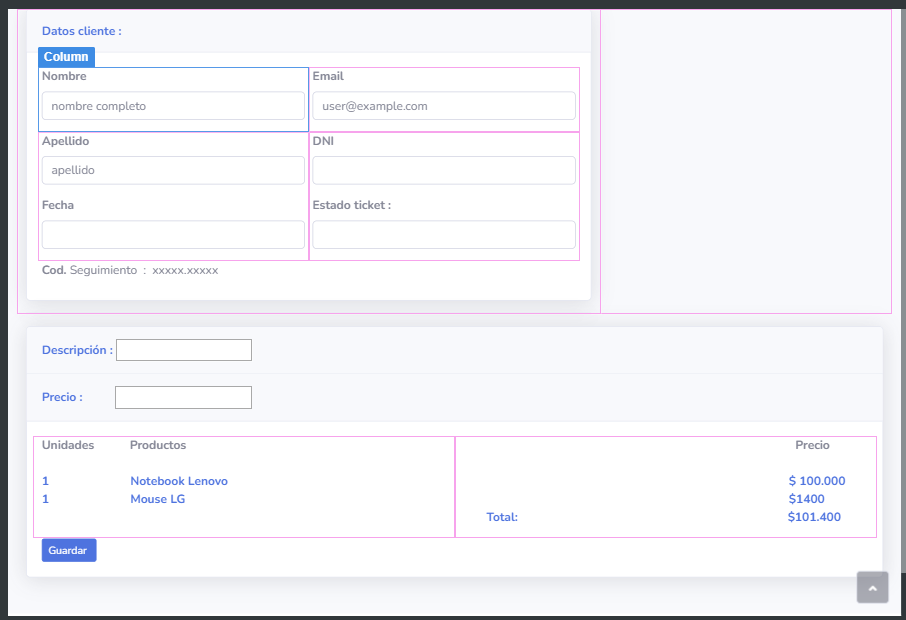 Datos cliente :
Column
Nombre Email
nombre completo user@example.com
Apellido DNI
apellido
Fecha Estado ticket :
Cod. Seguimiento : xxxxx.xxxxx
Descripción :
Precio :
Unidades Productos Precio
1 Notebook Lenovo $ 100.000
1 Mouse LG $1400
Total: $101.400
Guardar